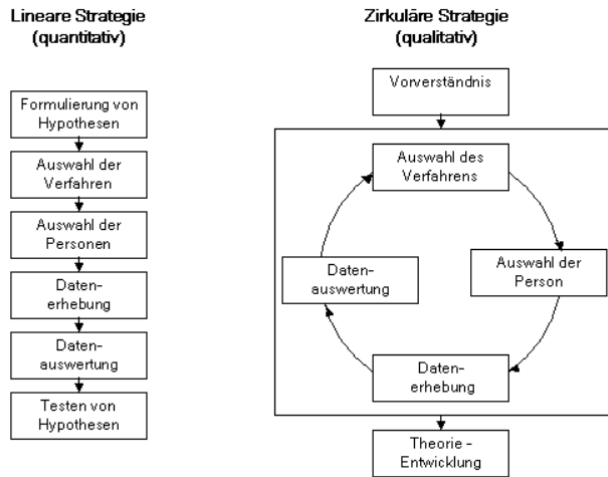 Lineare Strategie
(quantitativ)
Formulierung von
Hypothesen
Auswahl der
Verfahren
Auswahl der
Personen
Daten-
erhebung
Daten-
auswertung
Testen von
Hypothesen
Zirkuläre Strategie
(qualitativ)
Vorverständnis
Auswahl des
Verfahrens
Auswahl der
Person
Daten-
erhebung
Daten-
auswertung
Theorie -
Entwicklung